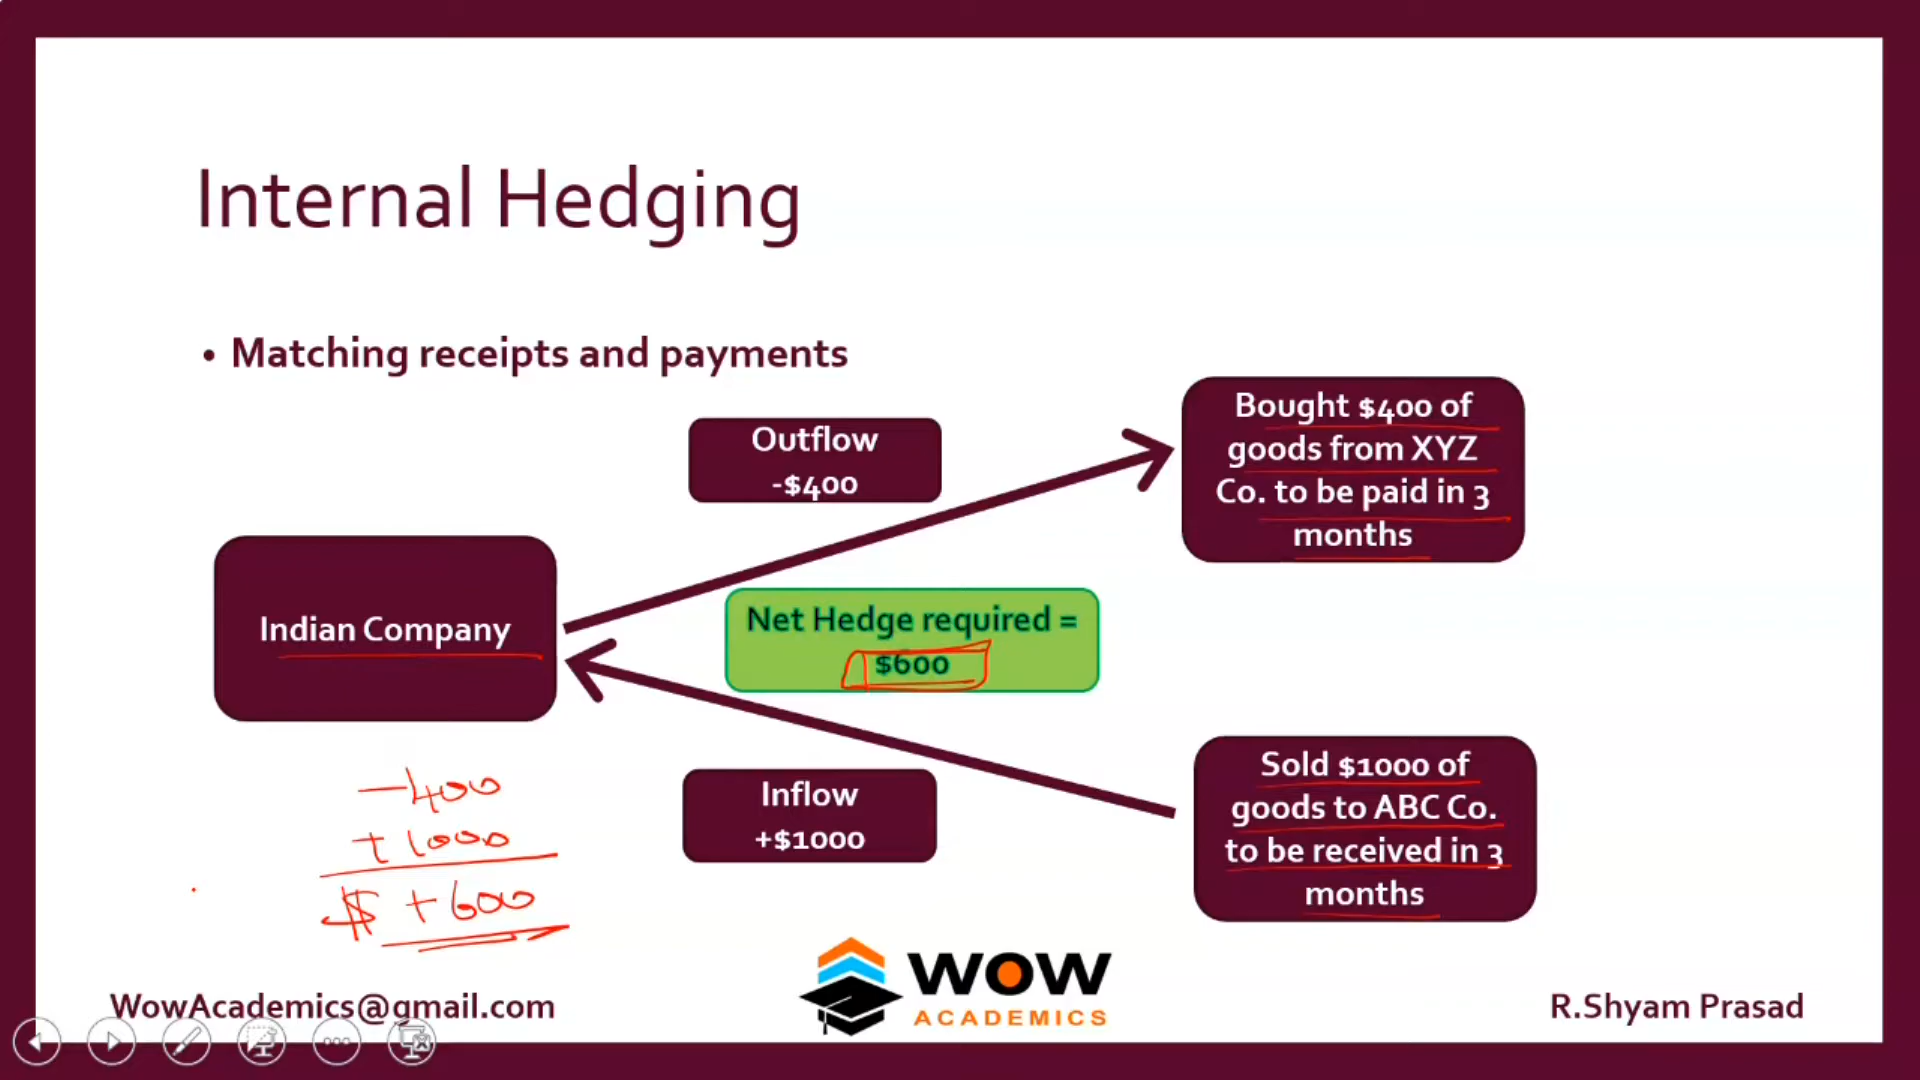 Internal Hedging
• Matching receipts and payments
Outflow
-$400
Bought $400 of
goods from XYZ
Co. to be paid in 3
months
Indian Company
Net Hedge required =
$600
Inflow
+$1000
Sold $1000 of
goods to ABC Co.
to be received in 3
months
-400
+1000
$ +600
WOW
ACADEMICS
WowAcademics@gmail.com
R.Shyam Prasad